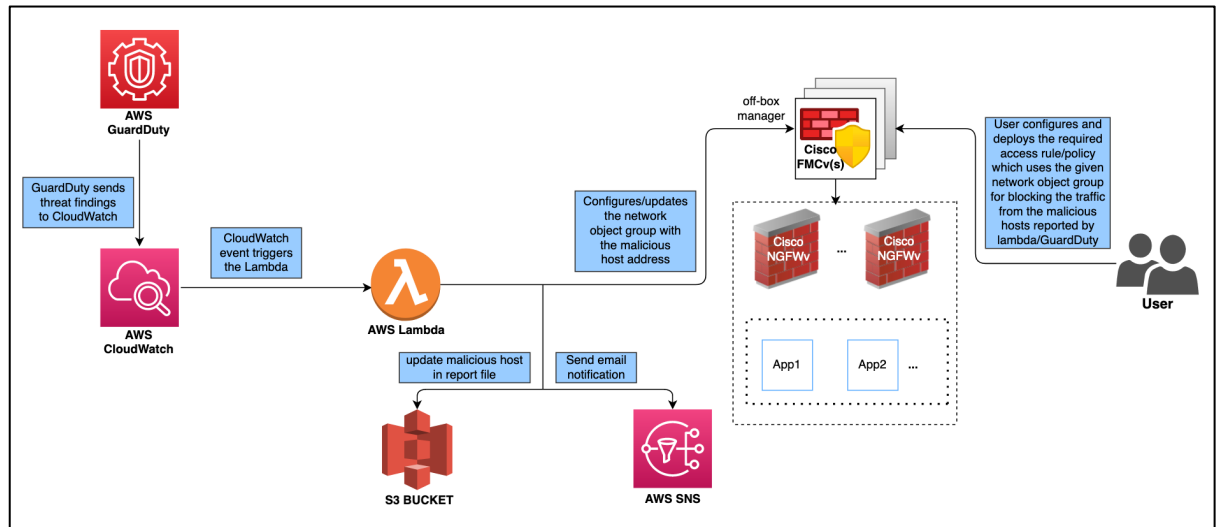 AWS
GuardDuty
GuardDuty sends
threat findings
to CloudWatch
AWS
CloudWatch
CloudWatch
event triggers
the Lambda
AWS Lambda
update malicious host
in report file
Send email
notification
S3 BUCKET
AWS SNS
Configures/updates
the network
object group with
the malicious
host address
off-box
manager
Cisco
FMCv(s)
Cisco
NGFWv
...
Cisco
NGFWv
App1
App2
...
User configures and
deploys the required
access rule/policy
which uses the given
network object group
for blocking the traffic
from the malicious
hosts reported by
lambda/GuardDuty
User